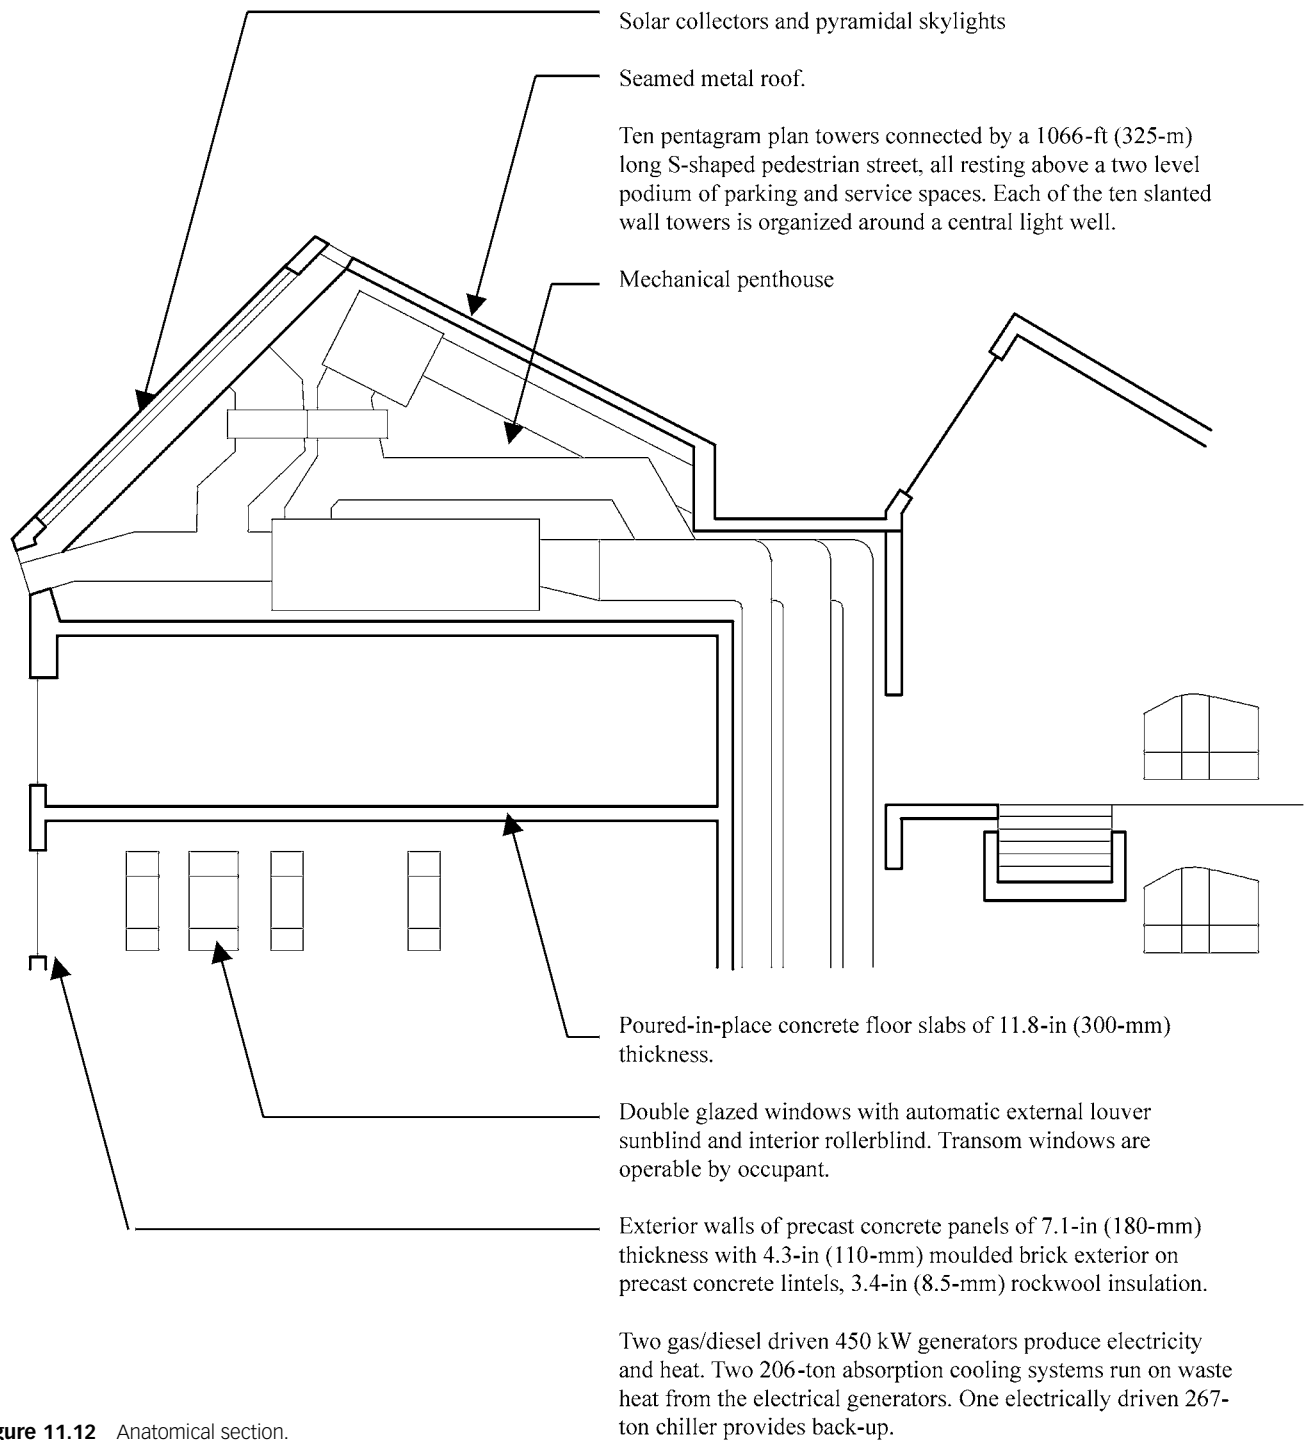 Solar collectors and pyramidal skylights
Seamed metal roof.
Ten pentagram plan towers connected by a 1066-ft (325-m)
long S-shaped pedestrian street, all resting above a two level
podium of parking and service spaces. Each of the ten slanted
wall towers is organized around a central light well.
Mechanical penthouse
Poured-in-place concrete floor slabs of 11.8-in (300-mm)
thickness.
Double glazed windows with automatic external louver
sunblind and interior rollerblind. Transom windows are
operable by occupant.
Exterior walls of precast concrete panels of 7.1-in (180-mm)
thickness with 4.3-in (110-mm) moulded brick exterior on
precast concrete lintels, 3.4-in (8.5-mm) rockwool insulation.
Two gas/diesel driven 450 kW generators produce electricity
and heat. Two 206-ton absorption cooling systems run on waste
heat from the electrical generators. One electrically driven 267-
ton chiller provides back-up.
gure 11.12 Anatomical section.